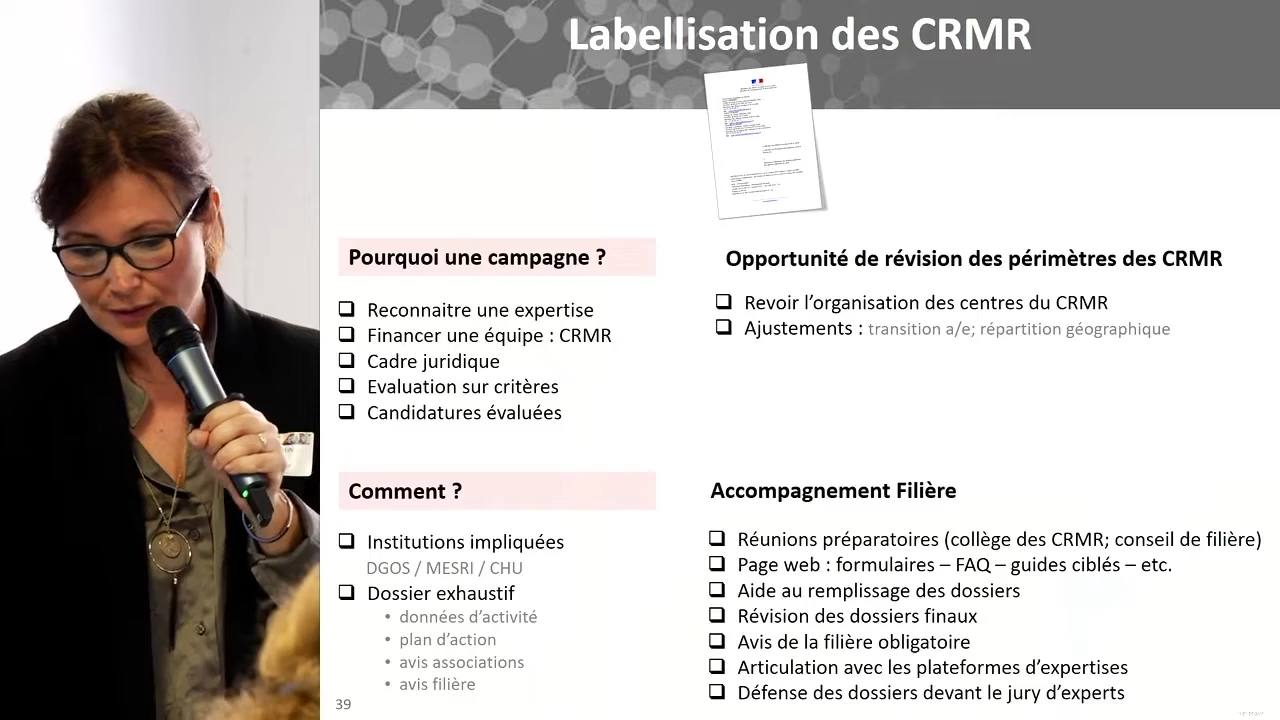 Labellisation des CRMR
Pourquoi une campagne ?
❑ Reconnaitre une expertise
❑ Financer une équipe : CRMR
❑ Cadre juridique
❑ Evaluation sur critères
❑ Candidatures évaluées
Opportunité de révision des périmètres des CRMR
❑ Revoir l’organisation des centres du CRMR
❑ Ajustements : transition a/e; répartition géographique
Comment ?
❑ Institutions impliquées
DGOS / MESRI / CHU
❑ Dossier exhaustif
• données d’activité
• plan d’action
• avis associations
• avis filière
Accompagnement Filière
❑ Réunions préparatoires (collège des CRMR; conseil de filière)
❑ Page web : formulaires – FAQ – guides ciblés – etc.
❑ Aide au remplissage des dossiers
❑ Révision des dossiers finaux
❑ Avis de la filière obligatoire
❑ Articulation avec les plateformes d’expertises
❑ Défense des dossiers devant le jury d’experts
39